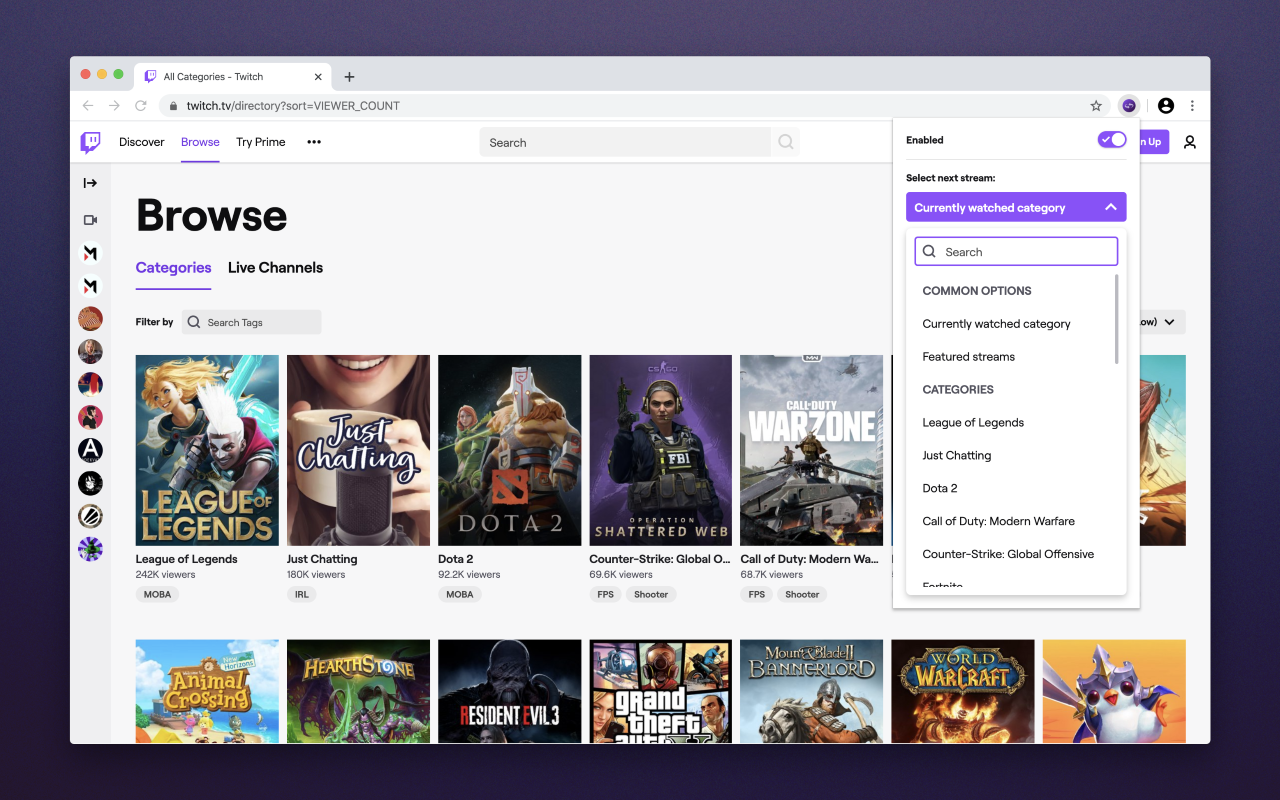 All Categories - Twitch
twitch.tv/directory?sort=VIEWER_COUNT
Discover
Browse
Try Prime
Search
n Up
Enabled
Select next stream:
Currently watched category
Search
COMMON OPTIONS
Currently watched category
Featured streams
CATEGORIES
League of Legends
Just Chatting
Dota 2
Call of Duty: Modern Warfare
Counter-Strike: Global Offensive
Fortnite
Browse
Categories
Live Channels
Filter by
Search Tags
ow)
LEAGUE OF
LEGENDS
Just
Chatting
DOTA 2
CS GO
FBI
OPERATION
SHATTERED WEB
CALL OF DUTY
WARZONE
League of Legends
242K viewers
MOBA
Just Chatting
180K viewers
IRL
Dota 2
92.2K viewers
MOBA
Counter-Strike: Global O...
69.6K viewers
FPS
Shooter
Call of Duty: Modern Wa...
68.7K viewers
FPS
Shooter
New
Horizons
Animal
Crossing
HEARTHSTONE
RESIDENT EVIL 3
grand
theft
auto V
MOUNT & BLADE II
BANNERLORD
WORLD
OF
WARCRAFT